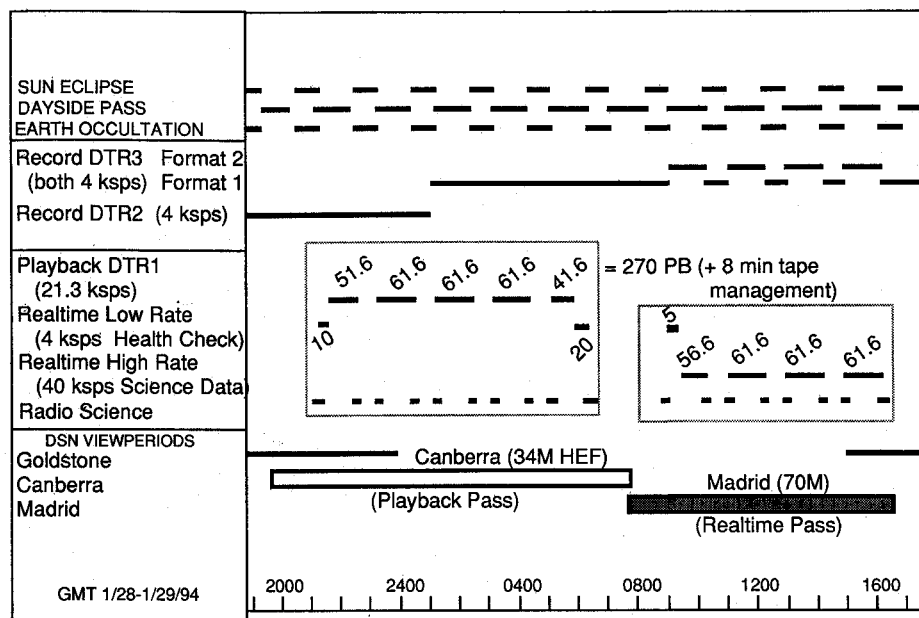 SUN ECLIPSE
DAYSIDE PASS
EARTH OCCULTATION
Record DTR3 Format 2
(both 4 ksps) Format 1
Record DTR2 (4 ksps)
Playback DTR1
(21.3 ksps)
Realtime Low Rate
(4 ksps Health Check)
Realtime High Rate
(40 ksps Science Data)
Radio Science
51.6 61.6 61.6 61.6 41.6
10 20
= 270 PB (+ 8 min tape
management)
5
56.6 61.6 61.6 61.6
DSN VIEWPERIODS
Goldstone
Canberra
Madrid
Canberra (34M HEF)
(Playback Pass)
Madrid (70M)
(Realtime Pass)
GMT 1/28-1/29/94
2000 2400 0400 0800 1200 1600